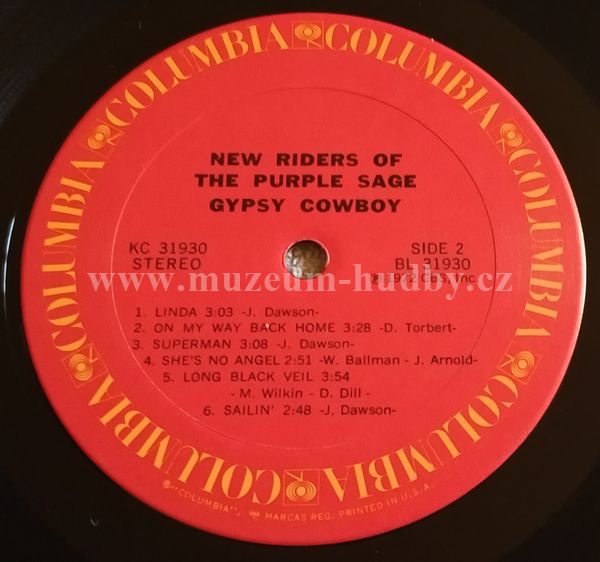 COLUMBIA COLUMBIA COLUMBIA COLUMBIA COLUMBIA COLUMBIA
NEW RIDERS OF
THE PURPLE SAGE
GYPSY COWBOY
KC 31930
STEREO
SIDE 2
BL 31930
℗1972 CBS, Inc.
www.muzeum-hudby.cz
1. LINDA 3:03 -J. Dawson-
2. ON MY WAY BACK HOME 3:28 -D. Torbert-
3. SUPERMAN 3:08 -J. Dawson-
4. SHE'S NO ANGEL 2:51 -W. Ballman - J. Arnold-
5. LONG BLACK VEIL 3:54
- M. Wilkin - D. Dill -
6. SAILIN' 2:48 -J. Dawson-
©"COLUMBIA", MARCAS REG. PRINTED IN U.S.A.